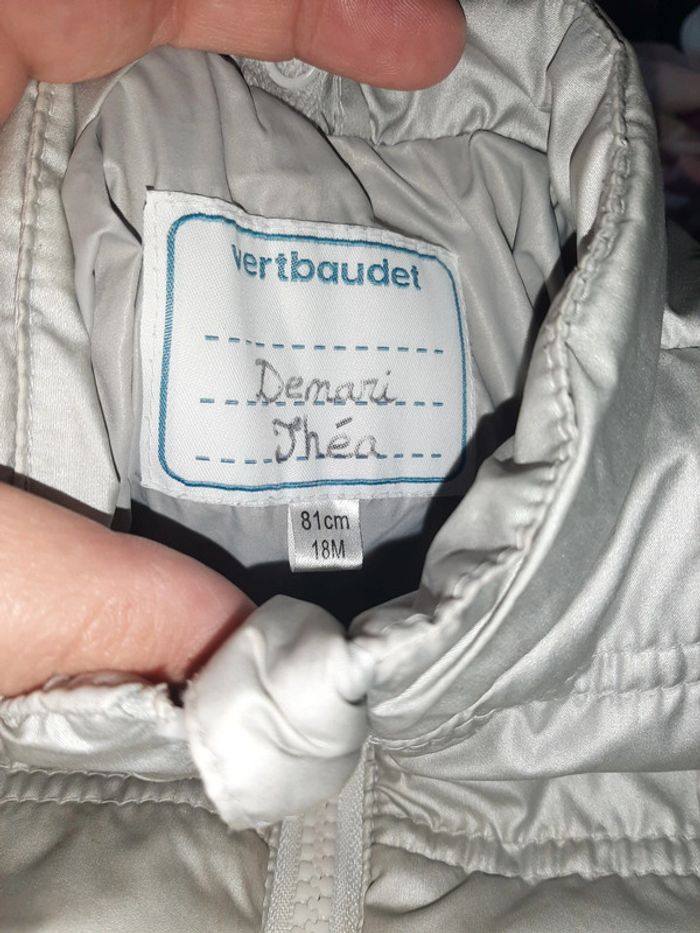 vertbaudet
Demari
Théa
81cm
18M